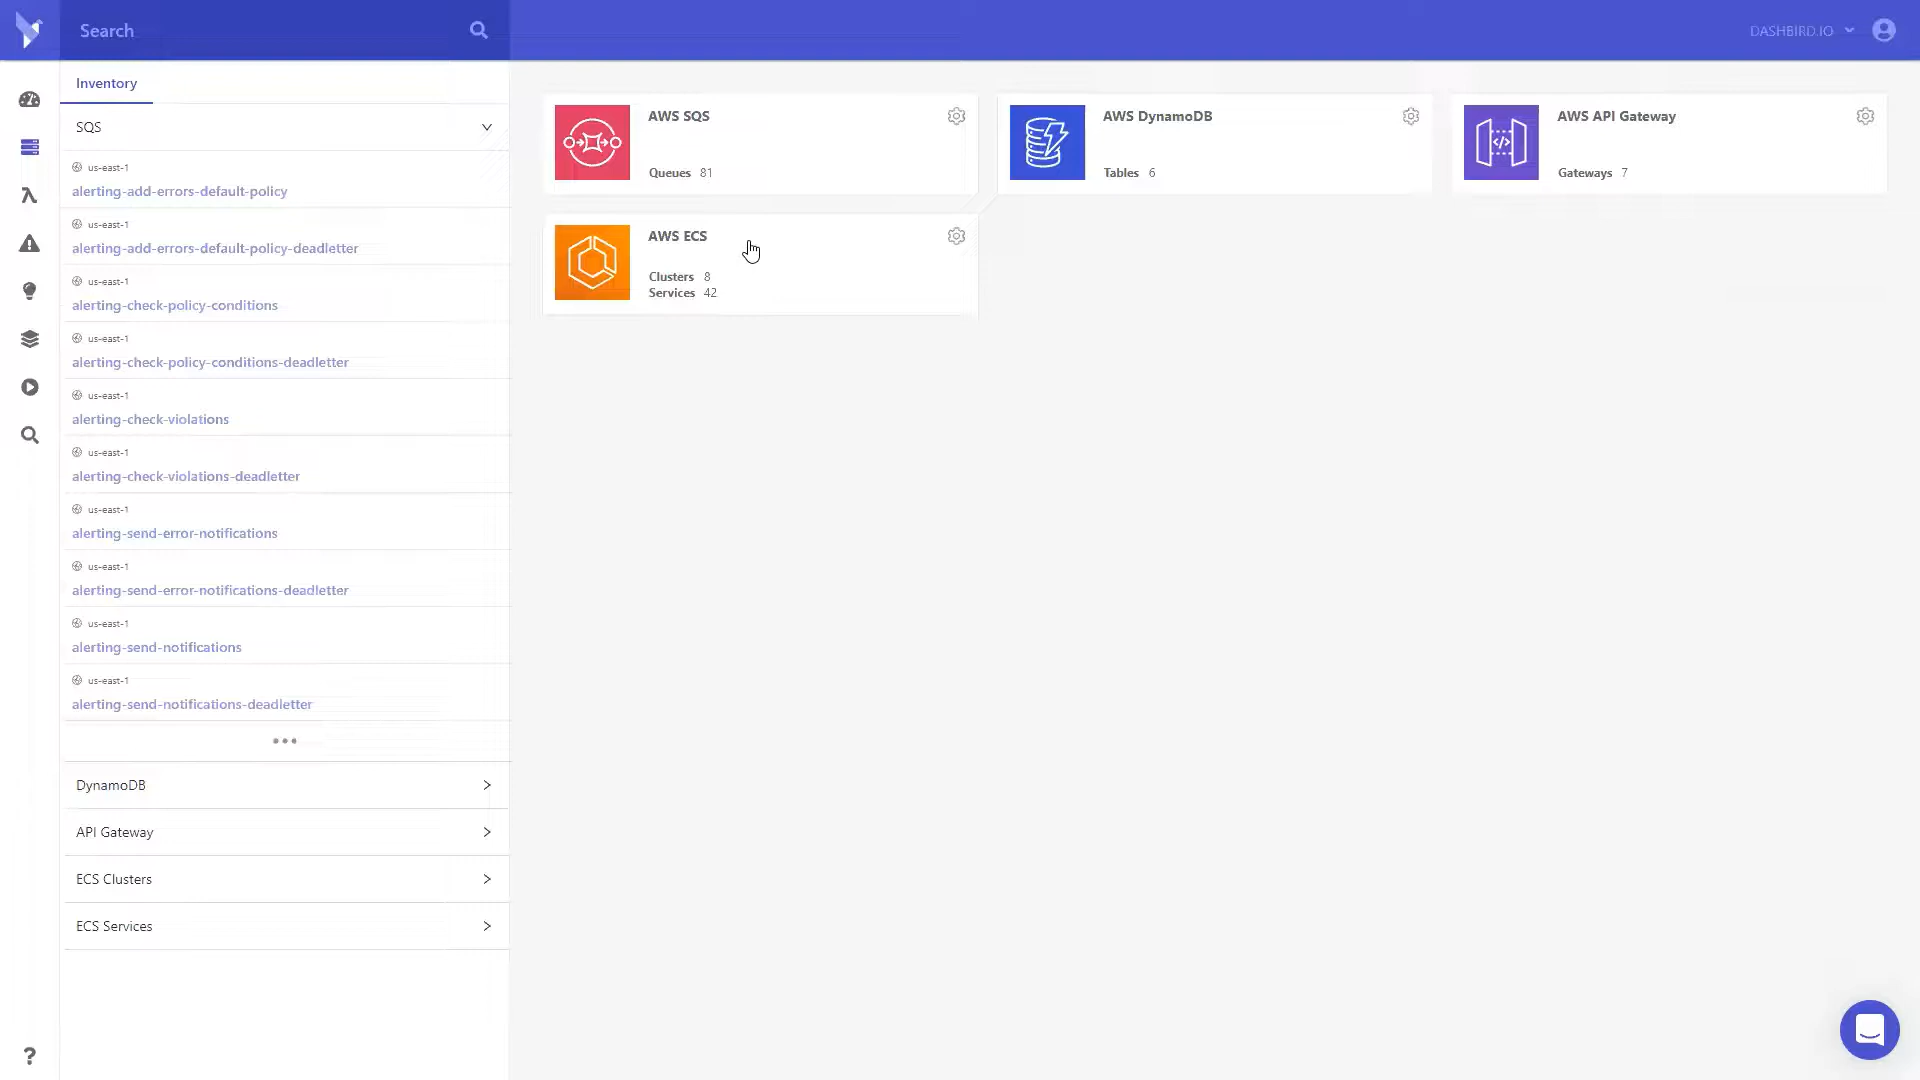 Search
DASHBIRD.IO
Inventory
SQS
us-east-1
alerting-add-errors-default-policy
us-east-1
alerting-add-errors-default-policy-deadletter
us-east-1
alerting-check-policy-conditions
us-east-1
alerting-check-policy-conditions-deadletter
us-east-1
alerting-check-violations
us-east-1
alerting-check-violations-deadletter
us-east-1
alerting-send-error-notifications
us-east-1
alerting-send-error-notifications-deadletter
us-east-1
alerting-send-notifications
us-east-1
alerting-send-notifications-deadletter
DynamoDB
API Gateway
ECS Clusters
ECS Services
AWS SQS
Queues 81
AWS DynamoDB
Tables 6
AWS API Gateway
Gateways 7
AWS ECS
Clusters 8
Services 42